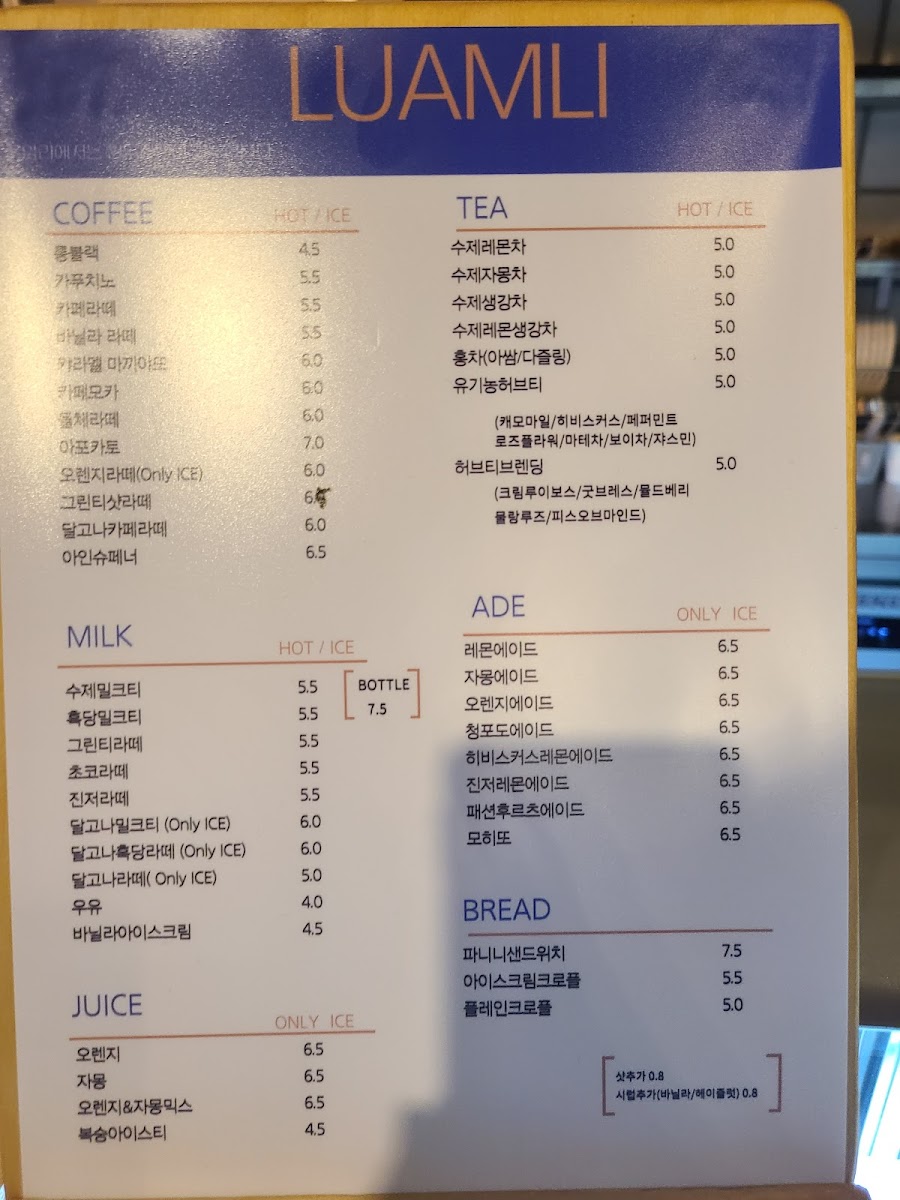 LUAMLI
COFFEE HOT / ICE
롱블랙 4.5
카푸치노 5.5
카페라떼 5.5
바닐라 라떼 5.5
카라멜 마끼아또 6.0
카페모카 6.0
돌체라떼 6.0
아포카토 7.0
오렌지라떼(Only ICE) 6.0
그린티샷라떼
달고나카페라떼 6.0
아인슈페너 6.5
MILK HOT / ICE
수제밀크티 5.5
흑당밀크티 5.5
BOTTLE
7.5
그린티라떼 5.5
초코라떼 5.5
진저라떼 5.5
달고나밀크티 (Only ICE) 6.0
달고나흑당라떼 (Only ICE) 6.0
달고나라떼( Only ICE) 5.0
우유 4.0
바닐라아이스크림 4.5
JUICE ONLY ICE
오렌지 6.5
자몽 6.5
오렌지&자몽믹스 6.5
복숭아이스티 4.5
TEA HOT / ICE
수제레몬차 5.0
수제자몽차 5.0
수제생강차 5.0
수제레몬생강차 5.0
홍차(아쌈/다즐링) 5.0
유기농허브티 5.0
(캐모마일/히비스커스/페퍼민트
로즈플라워/마테차/보이차/쟈스민)
허브티브렌딩 5.0
(크림루이보스/굿브레스/뮬드베리
물랑루즈/피스오브마인드)
ADE ONLY ICE
레몬에이드 6.5
자몽에이드 6.5
오렌지에이드 6.5
청포도에이드 6.5
히비스커스레몬에이드 6.5
진저레몬에이드 6.5
패션후르츠에이드 6.5
모히또 6.5
BREAD
파니니샌드위치 7.5
아이스크림크로플 5.5
플레인크로플 5.0
샷추가 0.8
시럽추가(바닐라/헤이즐럿) 0.8